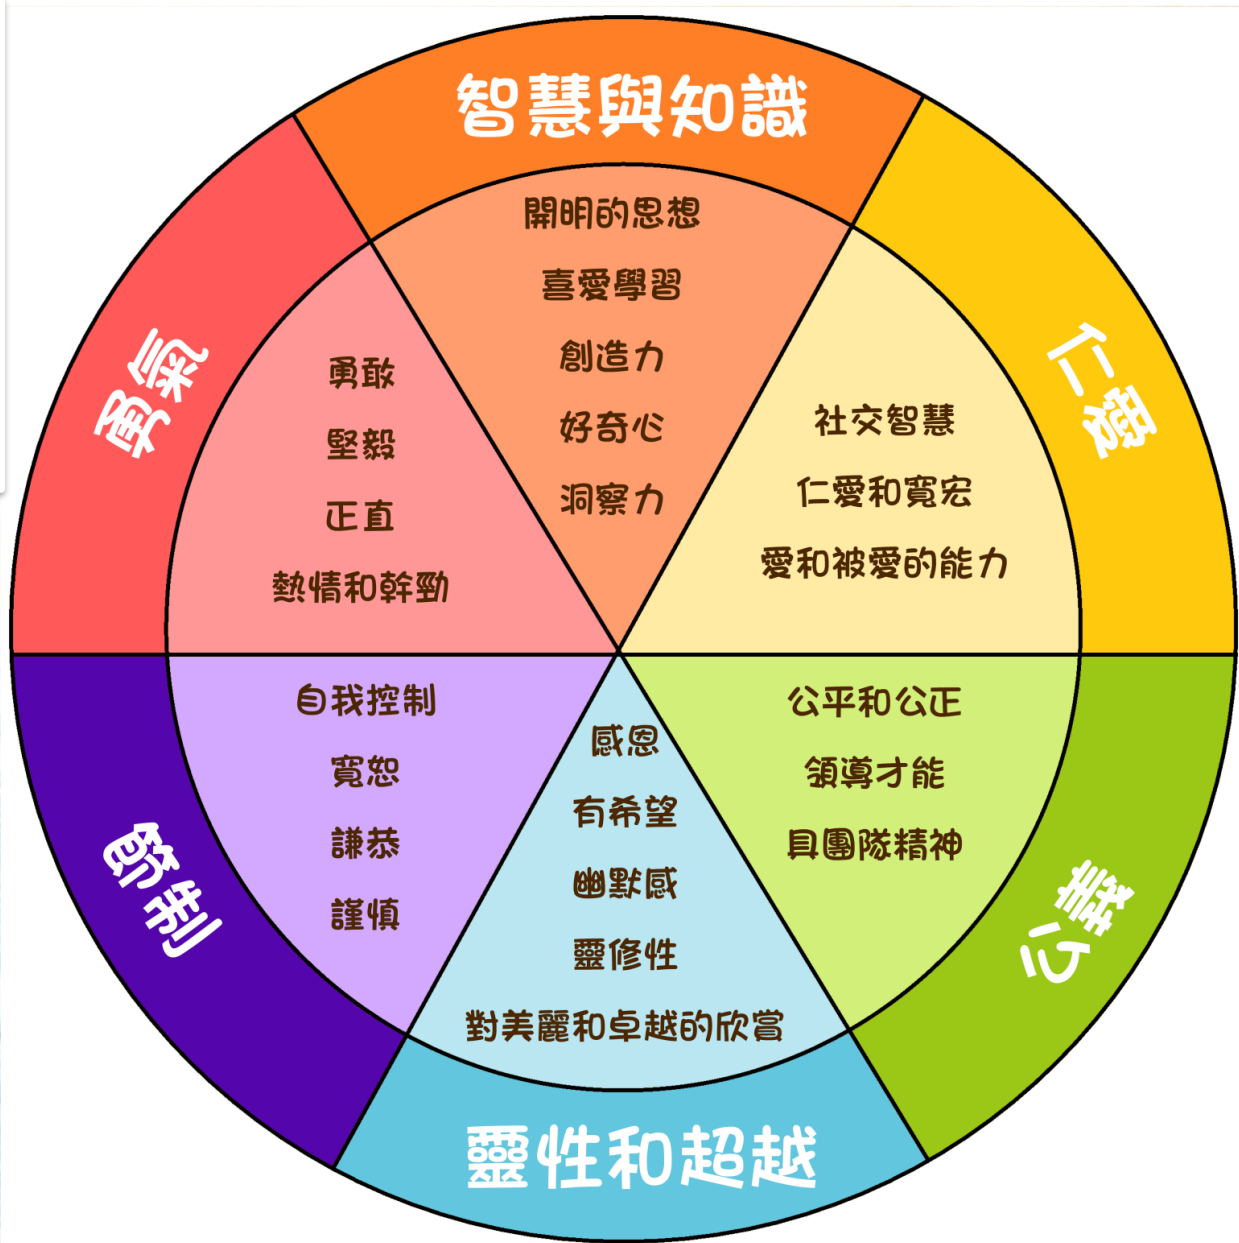 智慧與知識
開明的思想
喜愛學習
創造力
好奇心
洞察力
仁愛
社交智慧
仁愛和寬宏
愛和被愛的能力
公義
公平和公正
領導才能
具團隊精神
靈性和超越
感恩
有希望
幽默感
靈修性
對美麗和卓越的欣賞
節制
自我控制
寬恕
謙恭
謹慎
勇氣
勇敢
堅毅
正直
熱情和幹勁